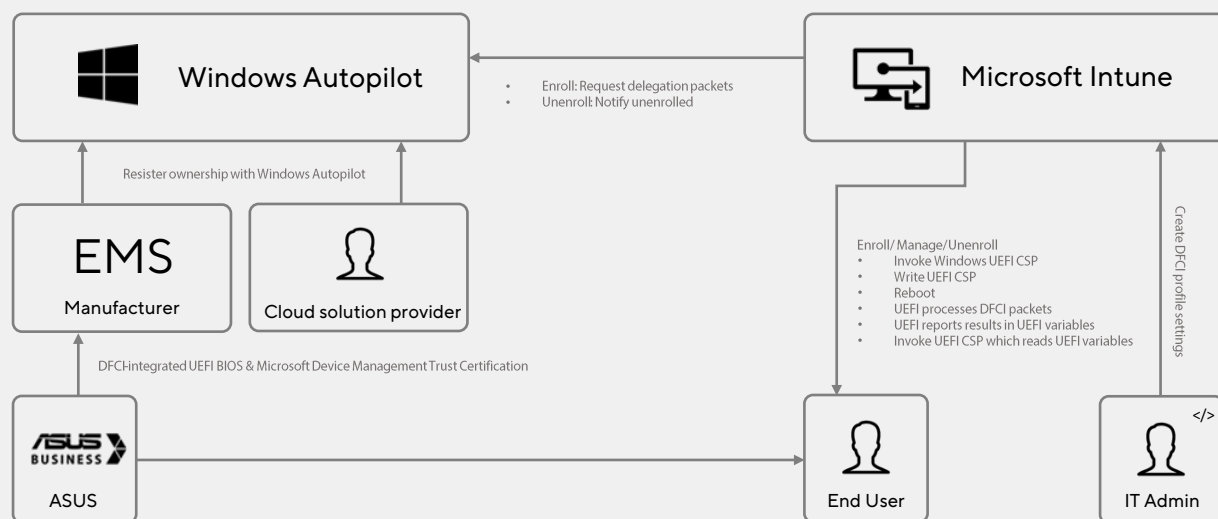 Windows Autopilot
Microsoft Intune
• Enroll: Request delegation packets
• Unenroll: Notify unenrolled
Resister ownership with Windows Autopilot
EMS
Manufacturer
Cloud solution provider
Enroll/ Manage/Unenroll
• Invoke Windows UEFI CSP
• Write UEFI CSP
• Reboot
• UEFI processes DFCI packets
• UEFI reports results in UEFI variables
• Invoke UEFI CSP which reads UEFI variables
Create DFCI profile settings
DFCI-integrated UEFI BIOS & Microsoft Device Management Trust Certification
ASUS
BUSINESS
ASUS
End User
</>
IT Admin